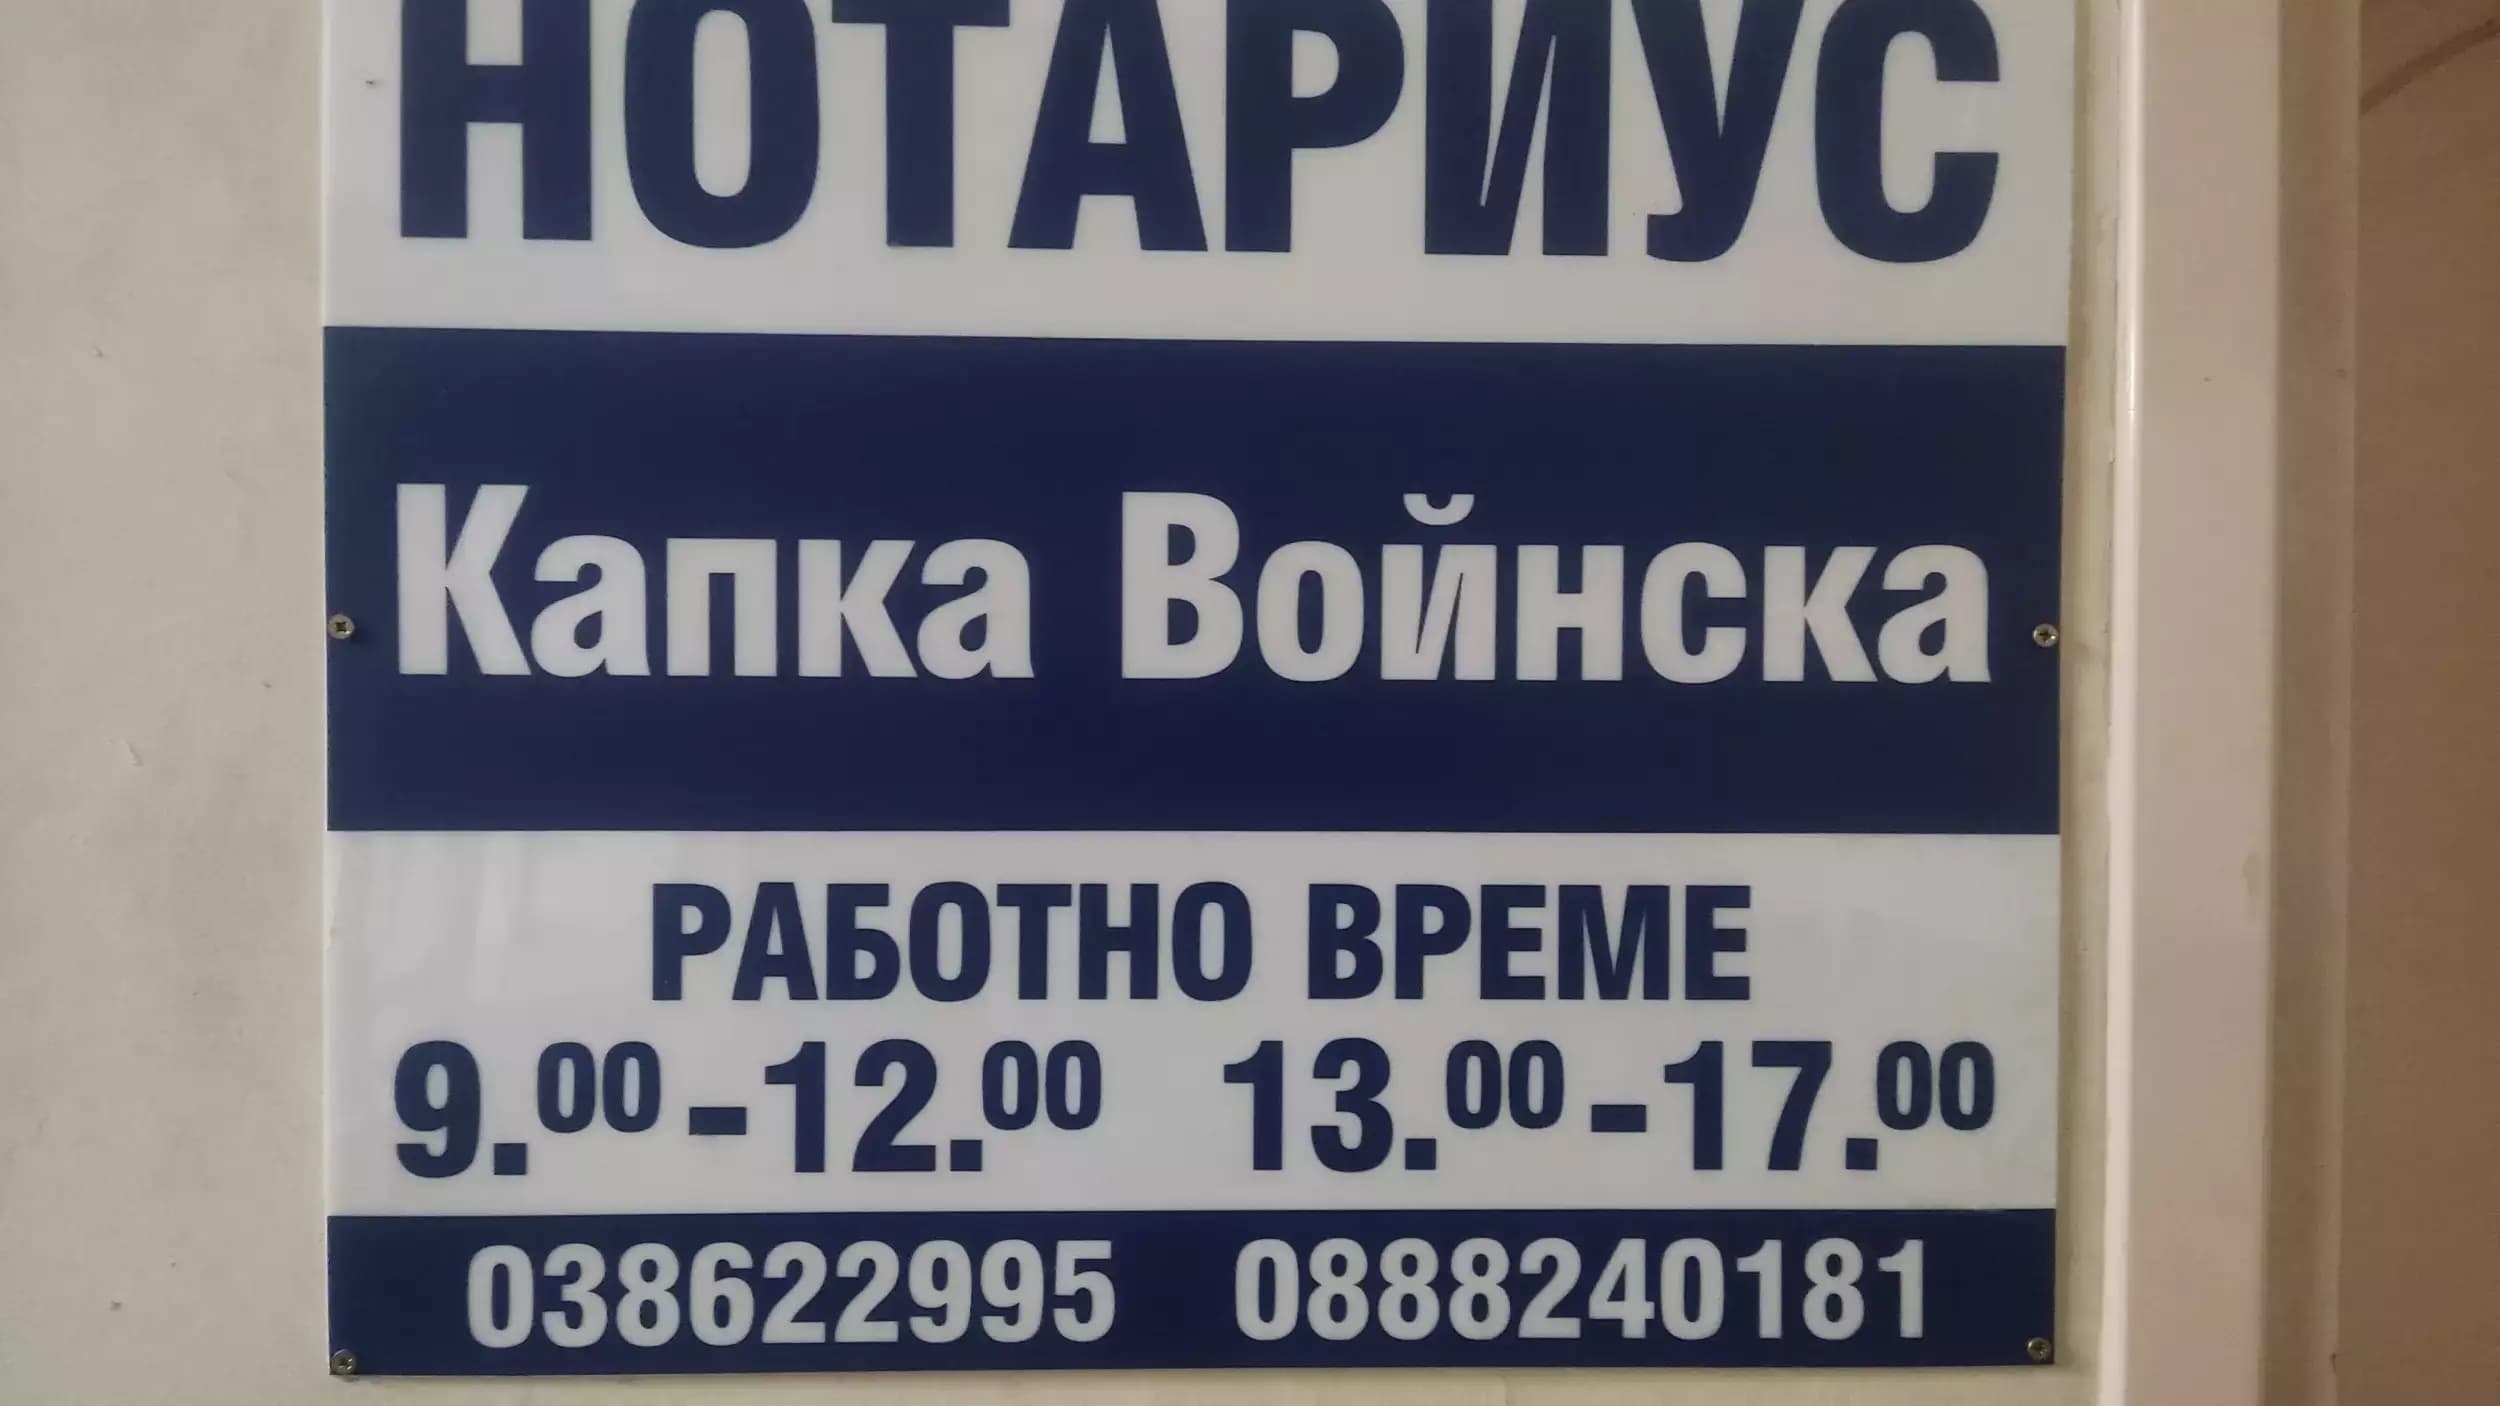 НОТАРИУС
Капка Войнска
РАБОТНО ВРЕМЕ
9.00-12.00 13.00-17.00
038622995 0888240181